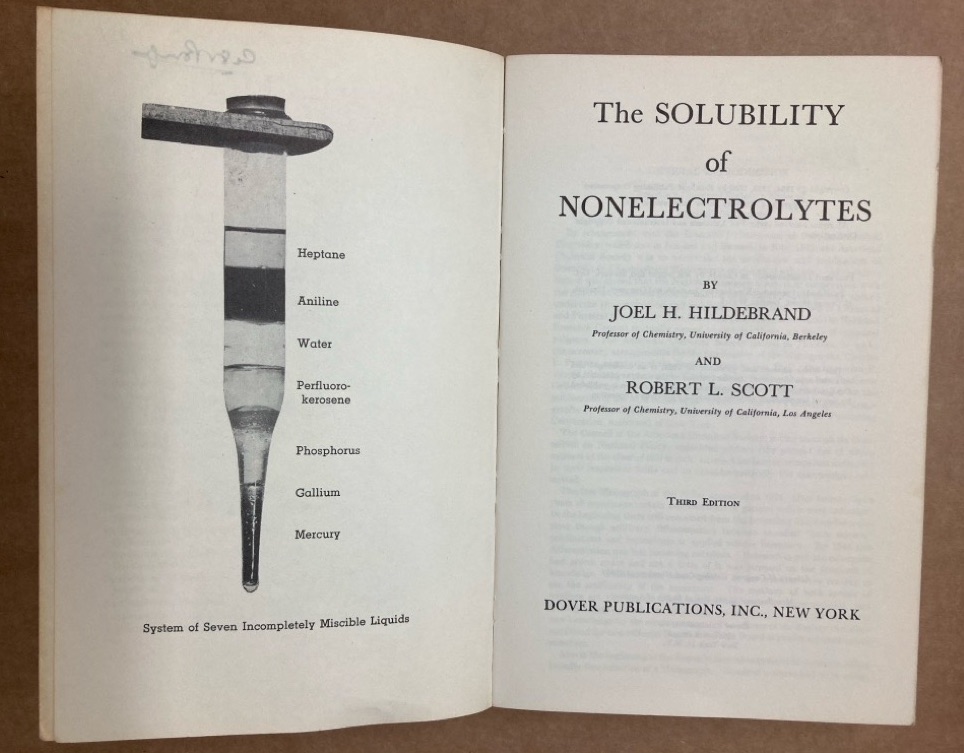 Heptane
Aniline
Water
Perfluoro-
kerosene
Phosphorus
Gallium
Mercury
System of Seven Incompletely Miscible Liquids
The SOLUBILITY
of
NONELECTROLYTES
BY
JOEL H. HILDEBRAND
Professor of Chemistry, University of California, Berkeley
AND
ROBERT L. SCOTT
Professor of Chemistry, University of California, Los Angeles
THIRD EDITION
DOVER PUBLICATIONS, INC., NEW YORK